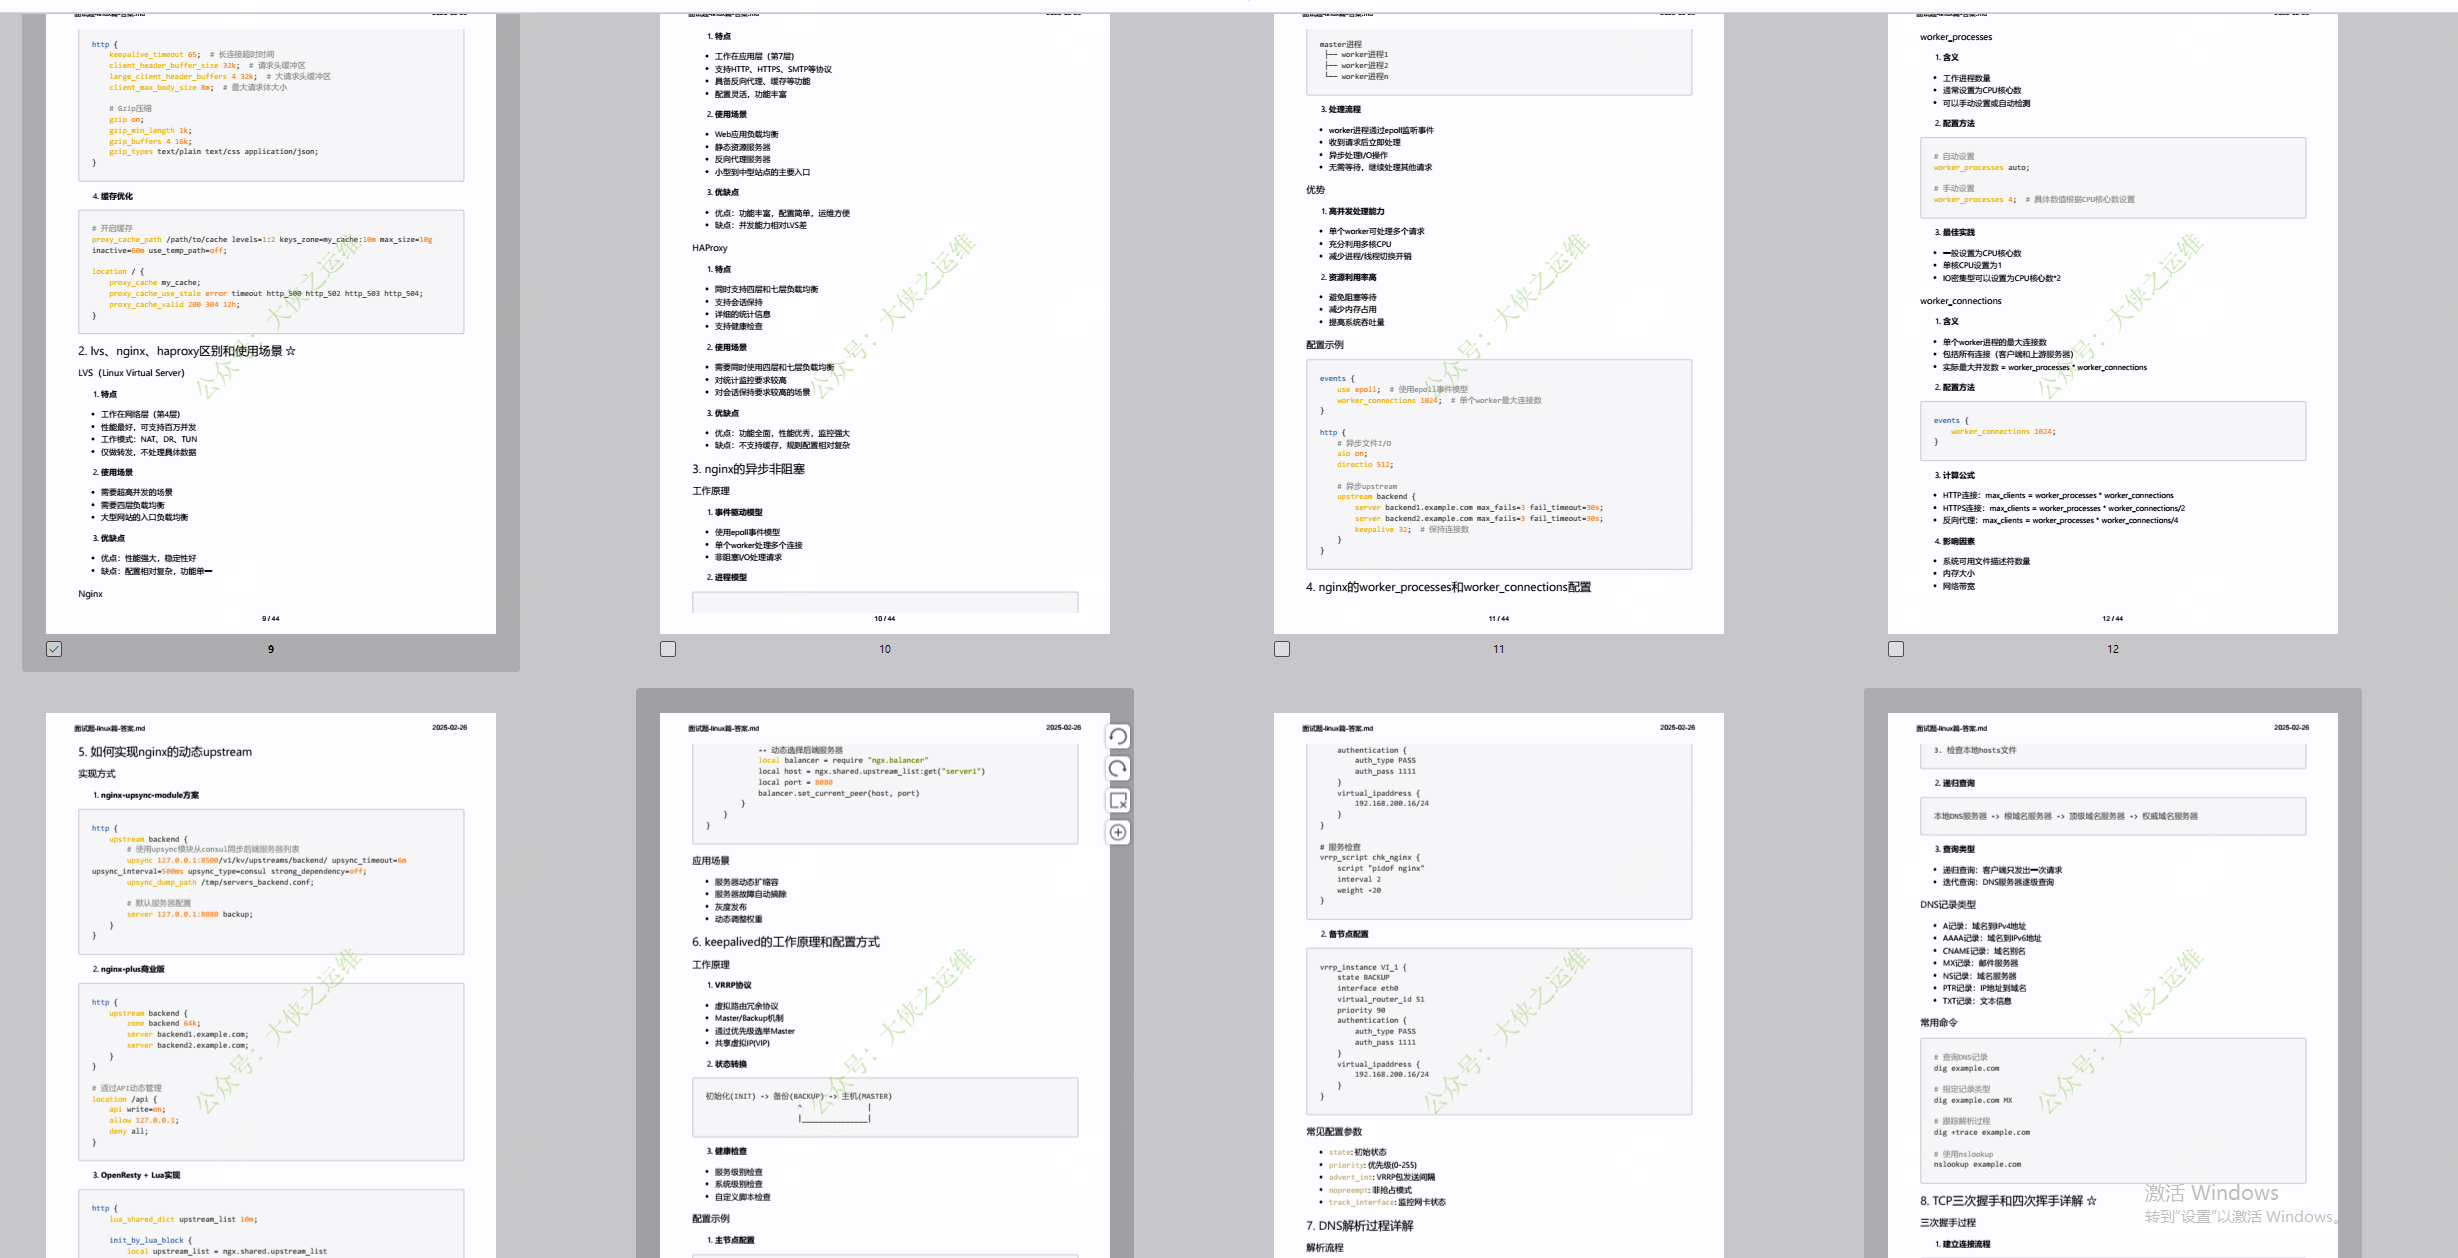 面试题-linux篇-答案.md
http {
keepalive_timeout 65;  # 长连接超时时间
client_header_buffer_size 32k;  # 请求头缓冲区
large_client_header_buffers 4 32k;  # 大请求头缓冲区
client_max_body_size 8m;  # 最大请求体大小
# Gzip压缩
gzip on;
gzip_min_length 1k;
gzip_buffers 4 16k;
gzip_types text/plain text/css application/json;
}
4. 缓存优化
# 开启缓存
proxy_cache_path /path/to/cache levels=1:2 keys_zone=my_cache:10m max_size=10g
inactive=60m use_temp_path=off;
location / {
proxy_cache my_cache;
proxy_cache_use_stale error timeout http_500 http_502 http_503 http_504;
proxy_cache_valid 200 304 12h;
}
2. lvs、nginx、haproxy区别和使用场景 ☆
LVS（Linux Virtual Server）
1. 特点
• 工作在网络层（第4层）
• 性能最好，可支持百万并发
• 工作模式：NAT、DR、TUN
• 仅做转发，不处理具体数据
2. 使用场景
• 需要超高并发的场景
• 需要四层负载均衡
• 大型网站的入口负载均衡
3. 优缺点
• 优点：性能强大，稳定性好
• 缺点：配置相对复杂，功能单一
Nginx
公众号：大侠之运维
9 / 44
9
1. 特点
• 工作在应用层（第7层）
• 支持HTTP、HTTPS、SMTP等协议
• 具备反向代理、缓存等功能
• 配置灵活，功能丰富
2. 使用场景
• Web应用负载均衡
• 静态资源服务器
• 反向代理服务器
• 小型到中型站点的主要入口
3. 优缺点
• 优点：功能丰富，配置简单，运维方便
• 缺点：并发能力相对LVS差
HAProxy
1. 特点
• 同时支持四层和七层负载均衡
• 支持会话保持
• 详细的统计信息
• 支持健康检查
2. 使用场景
• 需要同时使用四层和七层负载均衡
• 对统计监控要求较高
• 对会话保持要求较高的场景
3. 优缺点
• 优点：功能全面，性能优秀，监控强大
• 缺点：不支持缓存，规则配置相对复杂
3. nginx的异步非阻塞
工作原理
1. 事件驱动模型
• 使用epoll事件模型
• 单个worker处理多个连接
• 非阻塞I/O处理请求
2. 进程模型
公众号：大侠之运维
10 / 44
10
master进程
├── worker进程1
├── worker进程2
└── worker进程n
3. 处理流程
• worker进程通过epoll监听事件
• 收到请求后立即处理
• 异步处理I/O操作
• 无需等待，继续处理其他请求
优势
1. 高并发处理能力
• 单个worker可处理多个请求
• 充分利用多核CPU
• 减少进程/线程切换开销
2. 资源利用率高
• 避免阻塞等待
• 减少内存占用
• 提高系统吞吐量
配置示例
events {
use epoll;  # 使用epoll事件模型
worker_connections 1024;  # 单个worker最大连接数
}
http {
# 异步文件I/O
aio on;
directio 512;
# 异步upstream
upstream backend {
server backend1.example.com max_fails=3 fail_timeout=30s;
server backend2.example.com max_fails=3 fail_timeout=30s;
keepalive 32;  # 保持连接数
}
}
4. nginx的worker_processes和worker_connections配置
公众号：大侠之运维
11 / 44
11
worker_processes
1. 含义
• 工作进程数量
• 通常设置为CPU核心数
• 可以手动设置或自动检测
2. 配置方法
# 自动设置
worker_processes auto;
# 手动设置
worker_processes 4;  # 具体数值根据CPU核心数设置
3. 最佳实践
• 一般设置为CPU核心数
• 单核CPU设置为1
• IO密集型可以设置为CPU核心数*2
worker_connections
1. 含义
• 单个worker进程的最大连接数
• 包括所有连接（客户端和上游服务器）
• 实际最大并发数 = worker_processes * worker_connections
2. 配置方法
events {
worker_connections 1024;
}
3. 计算公式
• HTTP连接：max_clients = worker_processes * worker_connections
• HTTPS连接：max_clients = worker_processes * worker_connections/2
• 反向代理：max_clients = worker_processes * worker_connections/4
4. 影响因素
• 系统可用文件描述符数量
• 内存大小
• 网络带宽
公众号：大侠之运维
12 / 44
12
面试题-linux篇-答案.md 2025-02-26
5. 如何实现nginx的动态upstream
实现方式
1. nginx-upsync-module方案
http {
upstream backend {
# 使用upsync模块从consul同步后端服务器列表
upsync 127.0.0.1:8500/v1/kv/upstreams/backend/ upsync_timeout=6m
upsync_interval=500ms upsync_type=consul strong_dependency=off;
upsync_dump_path /tmp/servers_backend.conf;
# 默认服务器配置
server 127.0.0.1:8080 backup;
}
}
2. nginx-plus商业版
http {
upstream backend {
zone backend 64k;
server backend1.example.com;
server backend2.example.com;
}
}
# 通过API动态管理
location /api {
api write=on;
allow 127.0.0.1;
deny all;
}
3. OpenResty + Lua实现
http {
lua_shared_dict upstream_list 10m;
init_by_lua_block {
local upstream_list = ngx.shared.upstream_list
公众号：大侠之运维
面试题-linux篇-答案.md 2025-02-26
-- 动态选择后端服务器
local balancer = require "ngx.balancer"
local host = ngx.shared.upstream_list:get("server1")
local port = 8080
balancer.set_current_peer(host, port)
}
}
}
应用场景
• 服务器动态扩缩容
• 服务器故障自动摘除
• 灰度发布
• 动态调整权重
6. keepalived的工作原理和配置方式
工作原理
1. VRRP协议
• 虚拟路由冗余协议
• Master/Backup机制
• 通过优先级选举Master
• 共享虚拟IP(VIP)
2. 状态转换
初始化(INIT) -> 备份(BACKUP) -> 主机(MASTER)
^ |
|_______________|
3. 健康检查
• 服务级别检查
• 系统级别检查
• 自定义脚本检查
配置示例
1. 主节点配置
公众号：大侠之运维
面试题-linux篇-答案.md 2025-02-26
authentication {
auth_type PASS
auth_pass 1111
}
virtual_ipaddress {
192.168.200.16/24
}
}
# 服务检查
vrrp_script chk_nginx {
script "pidof nginx"
interval 2
weight -20
}
2. 备节点配置
vrrp_instance VI_1 {
state BACKUP
interface eth0
virtual_router_id 51
priority 90
authentication {
auth_type PASS
auth_pass 1111
}
virtual_ipaddress {
192.168.200.16/24
}
}
常见配置参数
• state: 初始状态
• priority: 优先级(0-255)
• advert_int: VRRP包发送间隔
• nopreempt: 非抢占模式
• track_interface: 监控网卡状态
7. DNS解析过程详解
解析流程
公众号：大侠之运维
面试题-linux篇-答案.md 2025-02-26
3. 检查本地hosts文件
2. 递归查询
本地DNS服务器 -> 根域名服务器 -> 顶级域名服务器 -> 权威域名服务器
3. 查询类型
• 递归查询：客户端只发出一次请求
• 迭代查询：DNS服务器逐级查询
DNS记录类型
• A记录：域名到IPv4地址
• AAAA记录：域名到IPv6地址
• CNAME记录：域名别名
• MX记录：邮件服务器
• NS记录：域名服务器
• PTR记录：IP地址到域名
• TXT记录：文本信息
常用命令
# 查询DNS记录
dig example.com
# 指定记录类型
dig example.com MX
# 跟踪解析过程
dig +trace example.com
# 使用nslookup
nslookup example.com
8. TCP三次握手和四次挥手详解 ☆
三次握手过程
1. 建立连接流程
公众号：大侠之运维
激活 Windows
转到“设置”以激活 Windows。